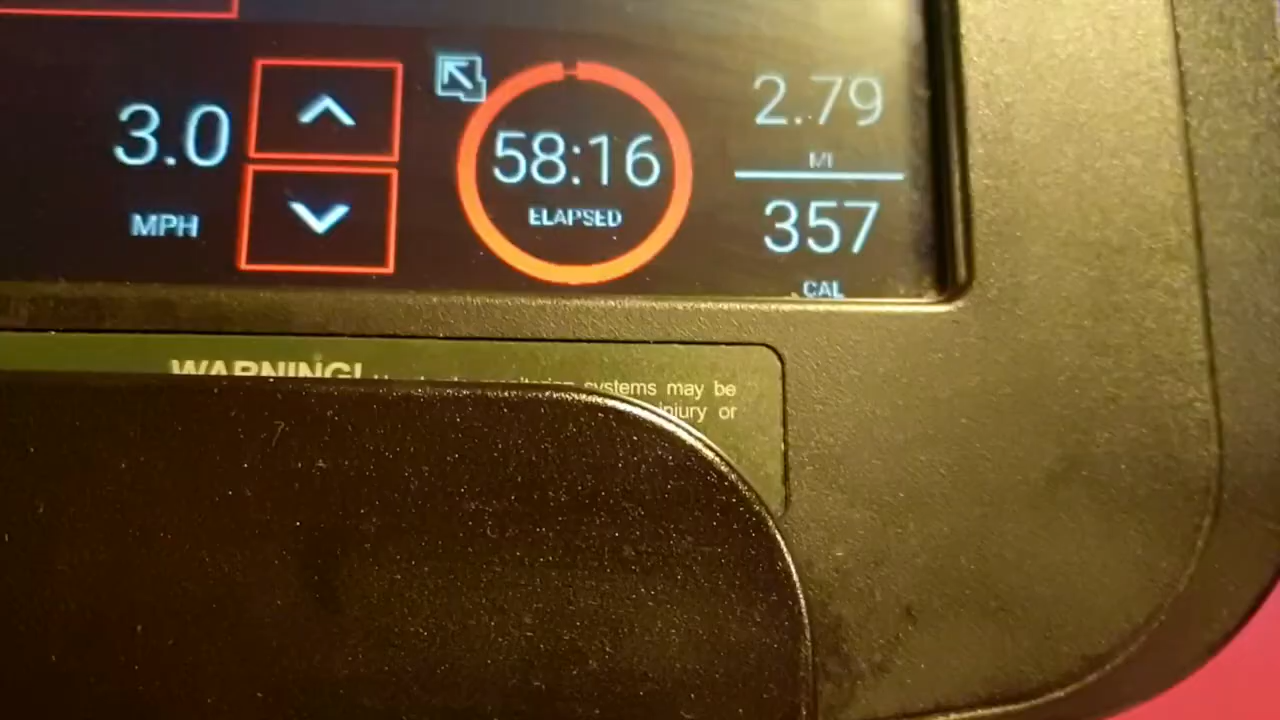 3.0
MPH
58:16
ELAPSED
2.79
MI
357
CAL
WARNING! systems may be
injury or